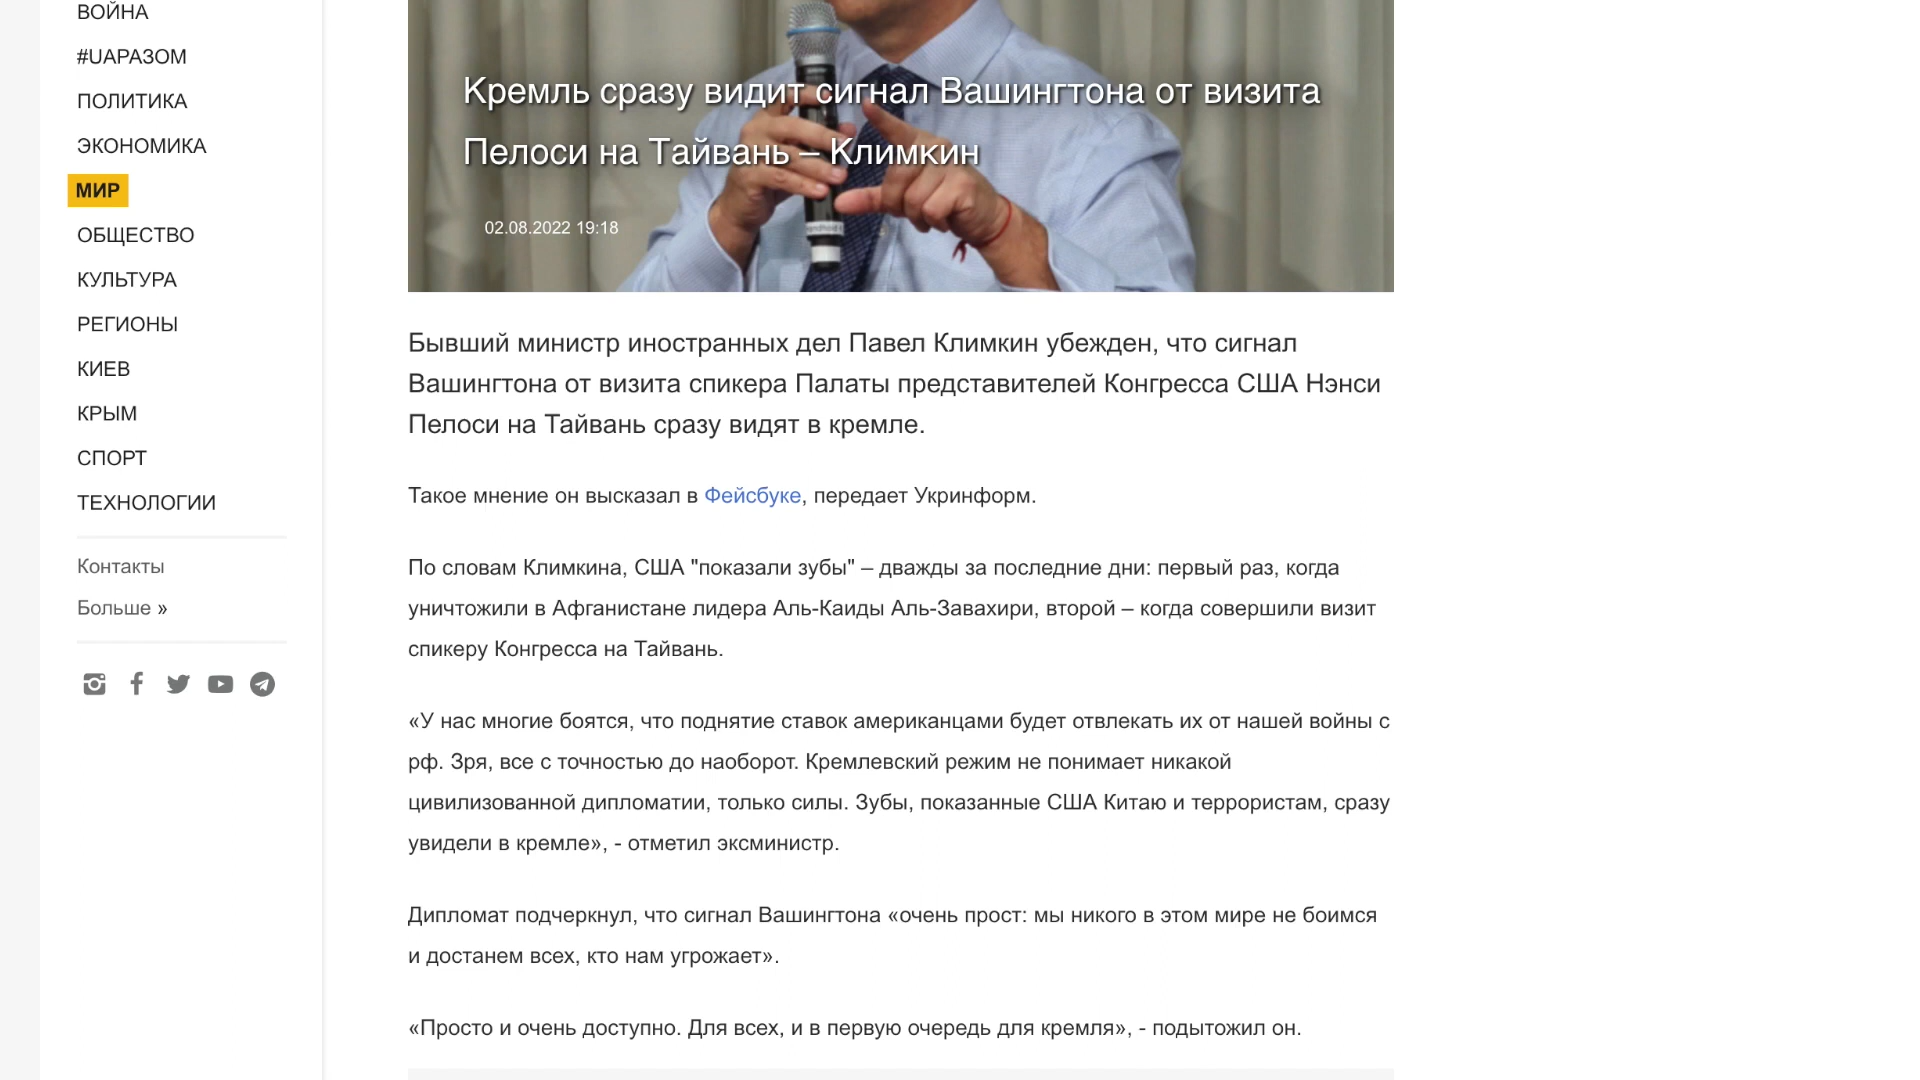 ВОЙНА
#UАРАЗОМ
ПОЛИТИКА
ЭКОНОМИКА
МИР
ОБЩЕСТВО
КУЛЬТУРА
РЕГИОНЫ
КИЕВ
КРЫМ
СПОРТ
ТЕХНОЛОГИИ
Контакты
Больше »
Кремль сразу видит сигнал Вашингтона от визита
Пелоси на Тайвань – Климкин
02.08.2022 19:18
Бывший министр иностранных дел Павел Климкин убежден, что сигнал
Вашингтона от визита спикера Палаты представителей Конгресса США Нэнси
Пелоси на Тайвань сразу видят в кремле.
Такое мнение он высказал в Фейсбуке, передает Укринформ.
По словам Климкина, США "показали зубы" – дважды за последние дни: первый раз, когда
уничтожили в Афганистане лидера Аль-Каиды Аль-Завахири, второй – когда совершили визит
спикеру Конгресса на Тайвань.
«У нас многие боятся, что поднятие ставок американцами будет отвлекать их от нашей войны с
рф. Зря, все с точностью до наоборот. Кремлевский режим не понимает никакой
цивилизованной дипломатии, только силы. Зубы, показанные США Китаю и террористам, сразу
увидели в кремле», - отметил эксминистр.
Дипломат подчеркнул, что сигнал Вашингтона «очень прост: мы никого в этом мире не боимся
и достанем всех, кто нам угрожает».
«Просто и очень доступно. Для всех, и в первую очередь для кремля», - подытожил он.